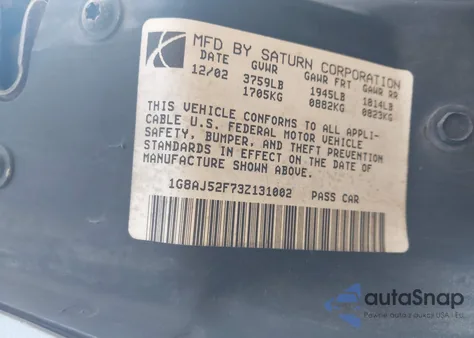 MFD BY SATURN CORPORATION
DATE GVWR GAWR FRT GAWR RR
12/02 3759LB 1945LB 1814LB
1705KG 0882KG 0823KG
THIS VEHICLE CONFORMS TO ALL APPLI-
CABLE U.S. FEDERAL MOTOR VEHICLE
SAFETY, BUMPER, AND THEFT PREVENTION
STANDARDS IN EFFECT ON THE DATE OF
MANUFACTURE SHOWN ABOVE.
1G8AJ52F73Z131002 PASS CAR
autoSnap